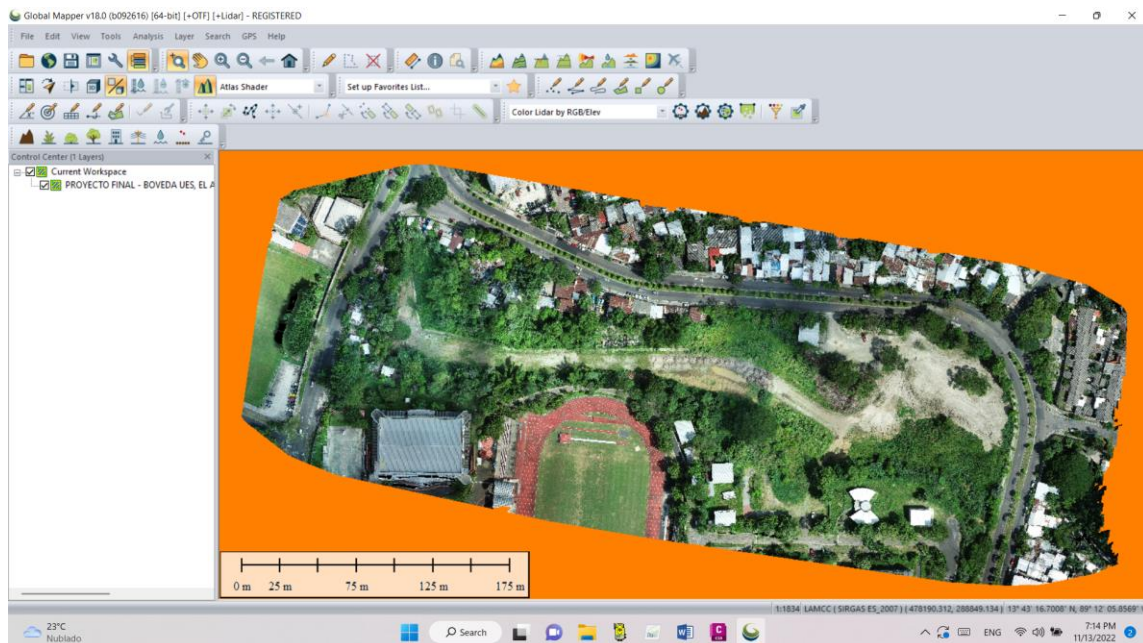 Global Mapper v18.0 (b092616) [64-bit] [+OTF] [+Lidar] - REGISTERED
File Edit View Tools Analysis Layer Search GPS Help
Atlas Shader Set up Favorites List...
Color Lidar by RGB/Elev
Control Center (1 Layers)
Current Workspace
PROYECTO FINAL - BOVEDA UES, EL A
0 m 25 m 75 m 125 m 175 m
1:1834 LAMCC ( SIRGAS ES_2007 ) ( 478190.312, 288849.134 ) 13° 43' 16.7008" N, 89° 12' 05.8569"
23°C
Nublado
Search
ENG
7:14 PM
11/13/2022
2